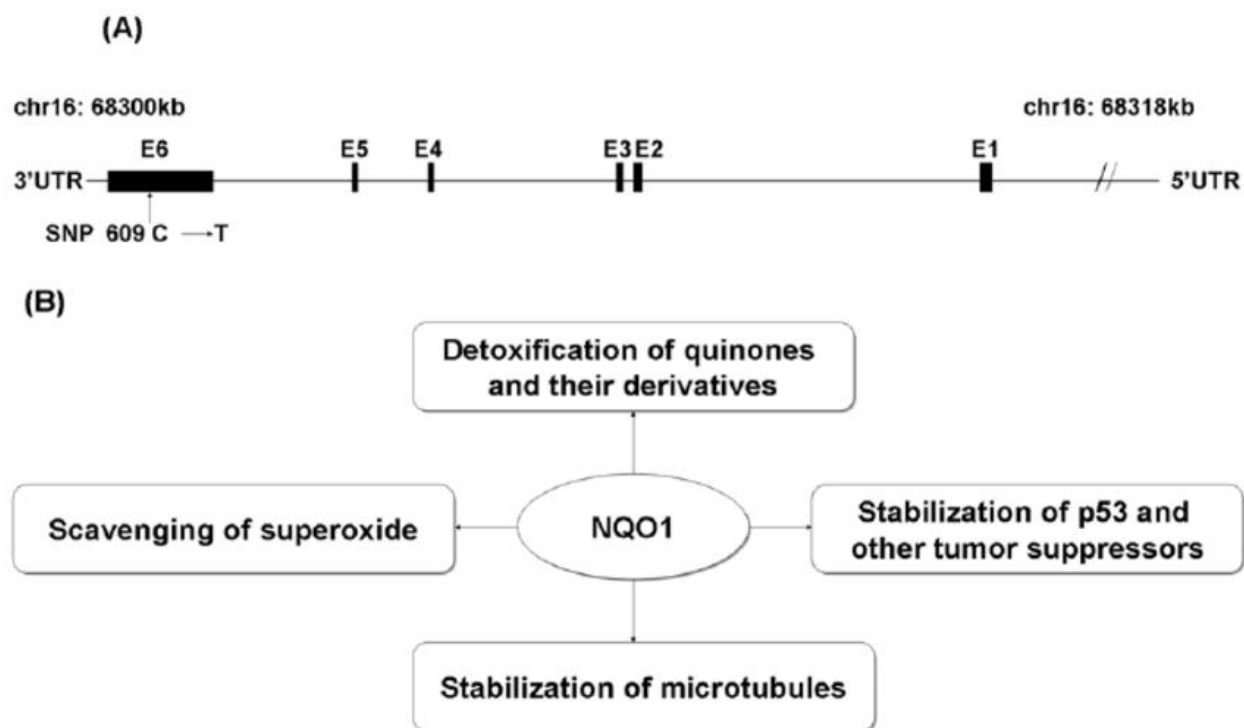 (A)
chr16: 68300kb
chr16: 68318kb
E6
E5
E4
E3
E2
E1
3'UTR
5'UTR
SNP 609 C T
(B)
Detoxification of quinones
and their derivatives
Scavenging of superoxide
NQO1
Stabilization of p53 and
other tumor suppressors
Stabilization of microtubules